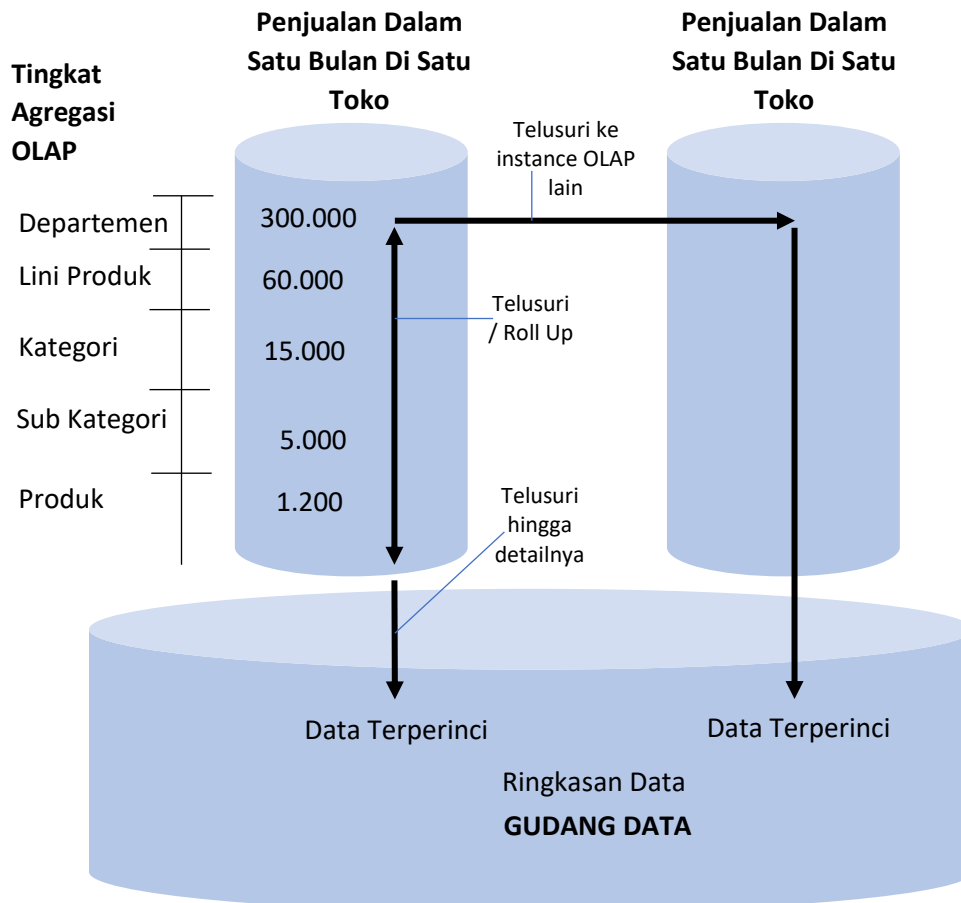 Penjualan Dalam
Satu Bulan Di Satu
Toko
Penjualan Dalam
Satu Bulan Di Satu
Toko
Tingkat
Agregasi
OLAP
Telusuri ke
instance OLAP
lain
Departemen
300.000
Lini Produk
60.000
Telusuri
/ Roll Up
Kategori
15.000
Sub Kategori
5.000
Produk
1.200
Telusuri
hingga
detailnya
Data Terperinci
Data Terperinci
Ringkasan Data
GUDANG DATA